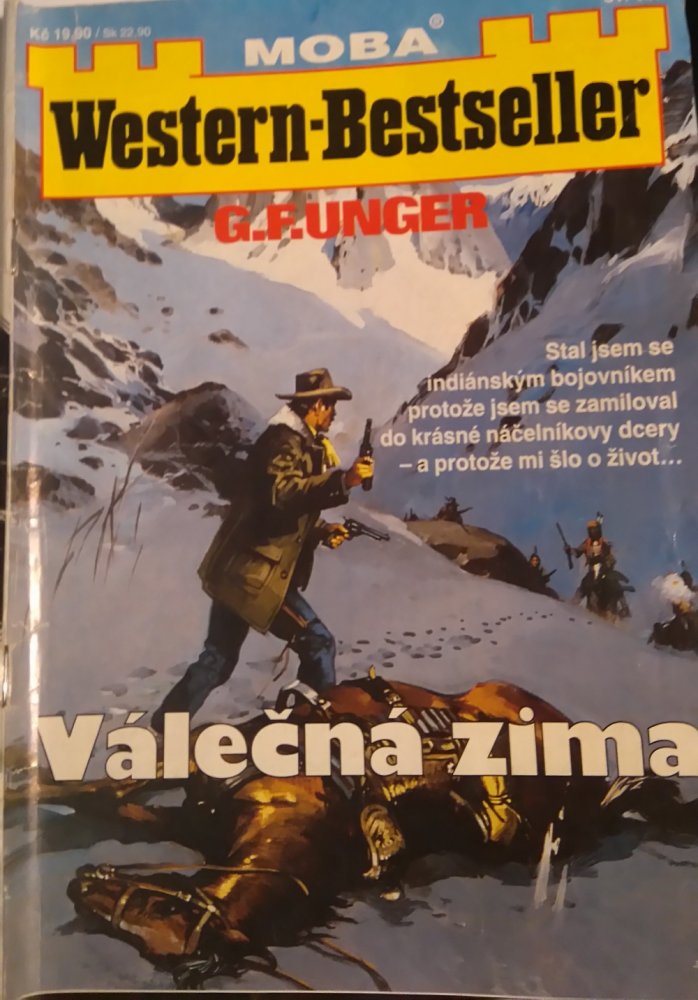 Kč 19,90 / Sk 22,90
MOBA®
Western-Bestseller
G.F.UNGER
Stal jsem se
indiánským bojovníkem
protože jsem se zamiloval
do krásné náčelníkovy dcery
– a protože mi šlo o život...
Válečná zima